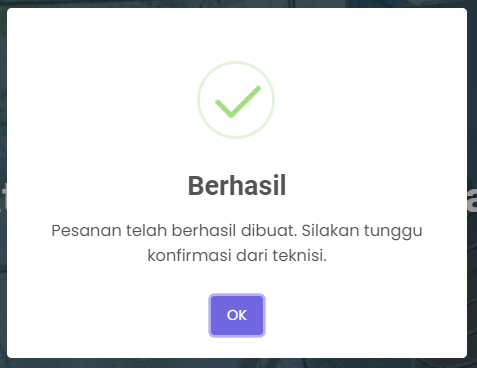 Berhasil
Pesanan telah berhasil dibuat. Silakan tunggu
konfirmasi dari teknisi.
OK